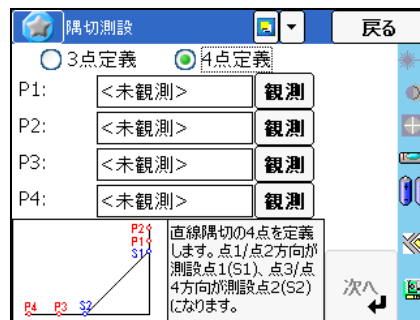 隅切測設
戻る
3点定義
4点定義
P1: <未観測> 観測
P2: <未観測> 観測
P3: <未観測> 観測
P4: <未観測> 観測
P2
P1
S1
P4 P3 S2
直線隅切の4点を定義
します。点1/点2方向が
測設点1(S1)、点3/点
4方向が測設点2(S2)
になります。
次へ